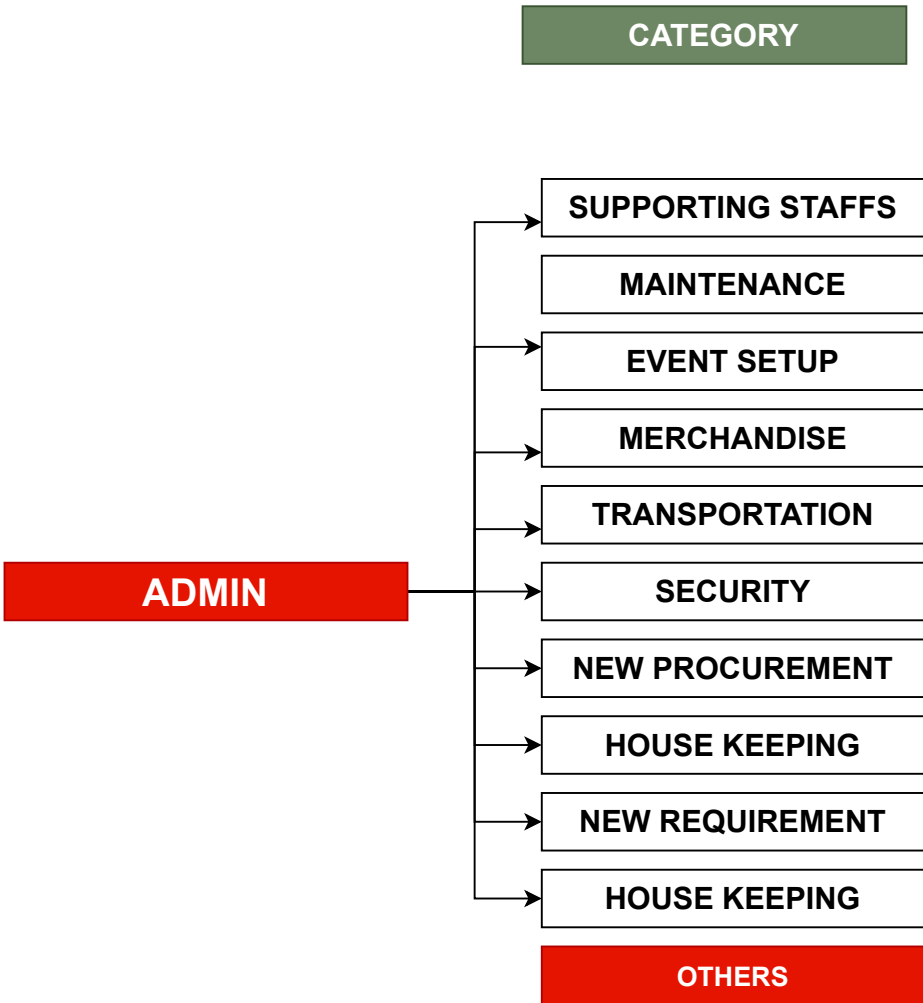 CATEGORY
SUPPORTING STAFFS
MAINTENANCE
EVENT SETUP
MERCHANDISE
TRANSPORTATION
ADMIN
SECURITY
NEW PROCUREMENT
HOUSE KEEPING
NEW REQUIREMENT
HOUSE KEEPING
OTHERS